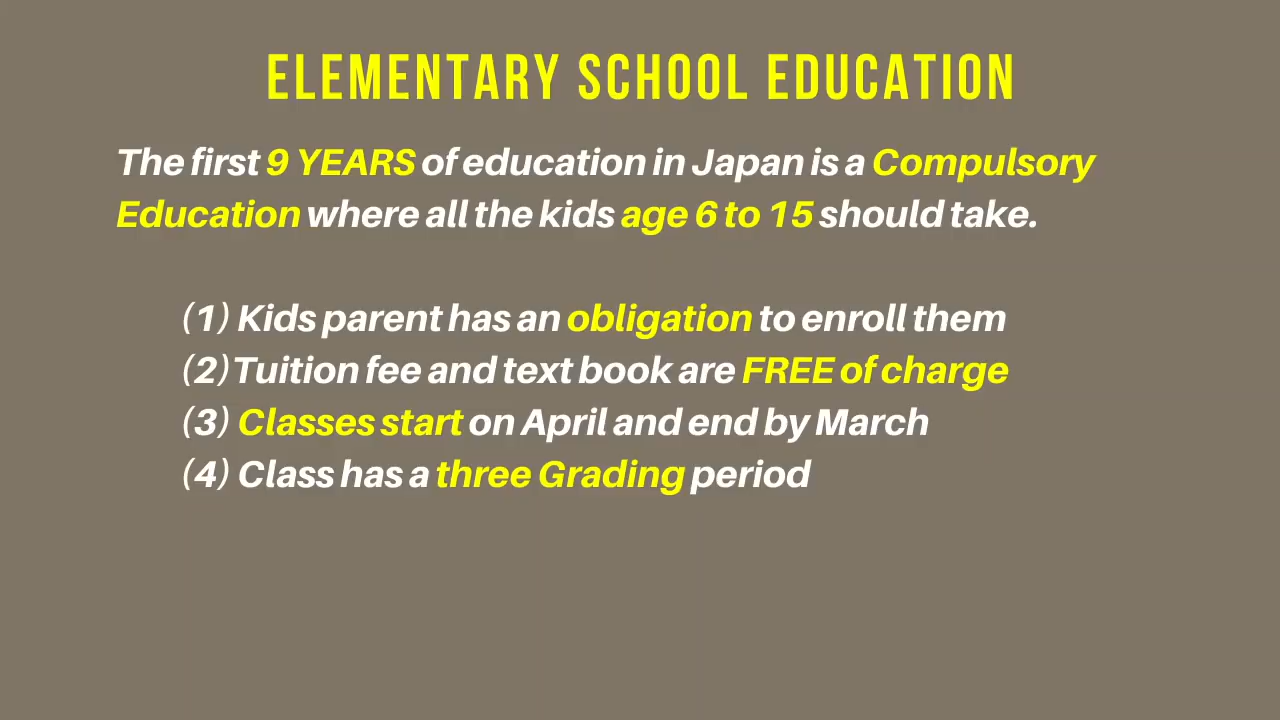 ELEMENTARY SCHOOL EDUCATION
The first 9 YEARS of education in Japan is a Compulsory
Education where all the kids age 6 to 15 should take.
(1) Kids parent has an obligation to enroll them
(2)Tuition fee and text book are FREE of charge
(3) Classes start on April and end by March
(4) Class has a three Grading period